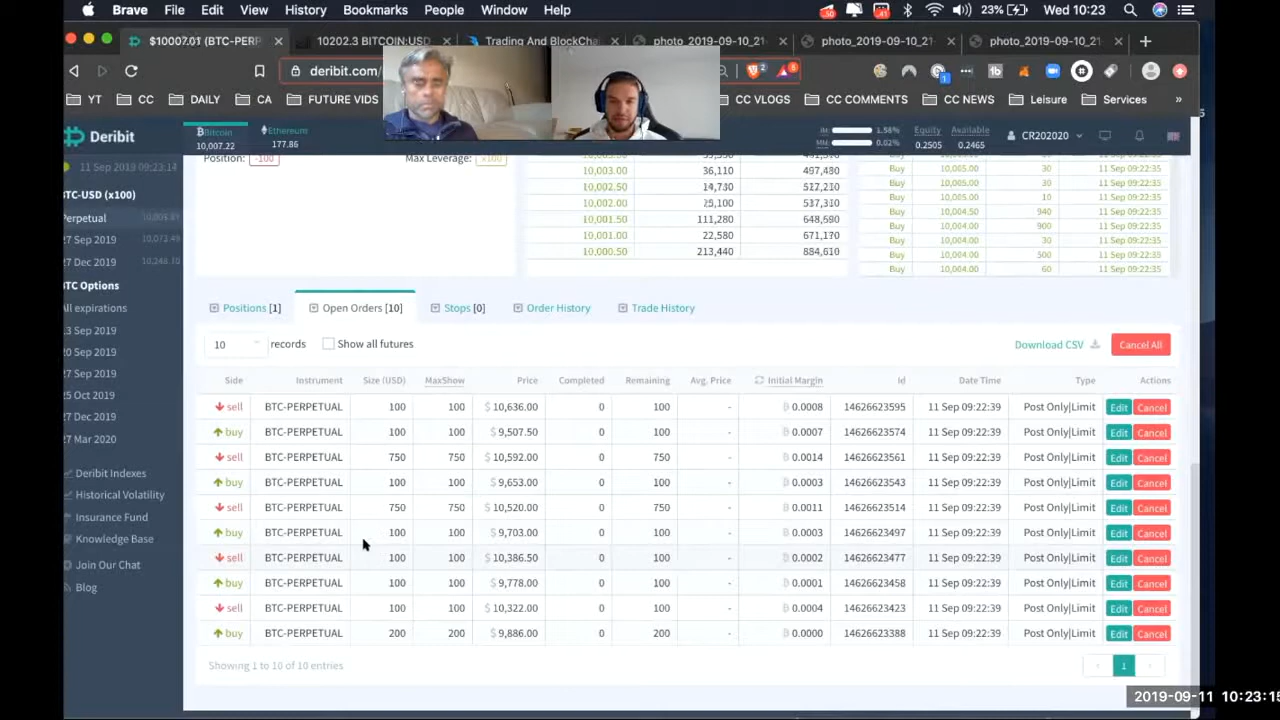 Brave File Edit View History Bookmarks People Window Help 23% Wed 10:23
$10007.01 (BTC-PERP 10202.3 BITCOIN:USD Trading And BlockChai photo_2019-09-10_21- photo_2019-09-10_21- photo_2019-09-10_21
deribit.com/
YT CC DAILY CA FUTURE VIDS CC VLOGS CC COMMENTS CC NEWS Services »
Deribit Bitcoin 10,007.22 Ethereum 177.86 IM 1.58% MM 0.02% Equity 0.2505 Available 0.2465 CR202020
11 Sep 2019 09:23:14
Position: -100 Max Leverage: x100
10,003.00 36,110 497,480
10,002.50 14,730
10,002.00 25,100 537,310
10,001.50 111,280 648,590
10,001.00 22,580 671,170
10,000.50 213,440 884,610
Buy 10,005.00 30 11 Sep 09:22:35
Buy 10,005.00 30 11 Sep 09:22:35
Buy 10,005.00 10 11 Sep 09:22:35
Buy 10,004.50 940 11 Sep 09:22:35
Buy 10,004.00 900 11 Sep 09:22:35
Buy 10,004.00 30 11 Sep 09:22:35
Buy 10,004.00 500 11 Sep 09:22:35
Buy 10,004.00 60 11 Sep 09:22:35
BTC-USD (x100)
Perpetual
27 Sep 2019 10,073.49
27 Dec 2019 10,248.70
BTC Options
All expirations
13 Sep 2019
20 Sep 2019
27 Sep 2019
25 Oct 2019
27 Dec 2019
27 Mar 2020
Deribit Indexes
Historical Volatility
Insurance Fund
Knowledge Base
Join Our Chat
Blog
Positions [1] Open Orders [10] Stops [0] Order History Trade History
10 records Show all futures Download CSV Cancel All
Side Instrument Size (USD) MaxShow Price Completed Remaining Avg. Price Initial Margin Id Date Time Type Actions
sell BTC-PERPETUAL 100 100 $ 10,636.00 0 100 - ₿ 0.0008 14626623595 11 Sep 09:22:39 Post Only|Limit Edit Cancel
buy BTC-PERPETUAL 100 100 $ 9,507.50 0 100 - ₿ 0.0007 14626623574 11 Sep 09:22:39 Post Only|Limit Edit Cancel
sell BTC-PERPETUAL 750 750 $ 10,592.00 0 750 - ₿ 0.0014 14626623561 11 Sep 09:22:39 Post Only|Limit Edit Cancel
buy BTC-PERPETUAL 100 100 $ 9,653.00 0 100 - ₿ 0.0003 14626623543 11 Sep 09:22:39 Post Only|Limit Edit Cancel
sell BTC-PERPETUAL 750 750 $ 10,520.00 0 750 - ₿ 0.0011 14626623514 11 Sep 09:22:39 Post Only|Limit Edit Cancel
buy BTC-PERPETUAL 100 100 $ 9,703.00 0 100 - ₿ 0.0003 14626623497 11 Sep 09:22:39 Post Only|Limit Edit Cancel
sell BTC-PERPETUAL 100 100 $ 10,386.50 0 100 - ₿ 0.0002 14626623477 11 Sep 09:22:39 Post Only|Limit Edit Cancel
buy BTC-PERPETUAL 100 100 $ 9,778.00 0 100 - ₿ 0.0001 14626623458 11 Sep 09:22:39 Post Only|Limit Edit Cancel
sell BTC-PERPETUAL 100 100 $ 10,322.00 0 100 - ₿ 0.0004 14626623423 11 Sep 09:22:39 Post Only|Limit Edit Cancel
buy BTC-PERPETUAL 200 200 $ 9,886.00 0 200 - ₿ 0.0000 14626623388 11 Sep 09:22:39 Post Only|Limit Edit Cancel
Showing 1 to 10 of 10 entries 1
2019-09-11 10:23:15